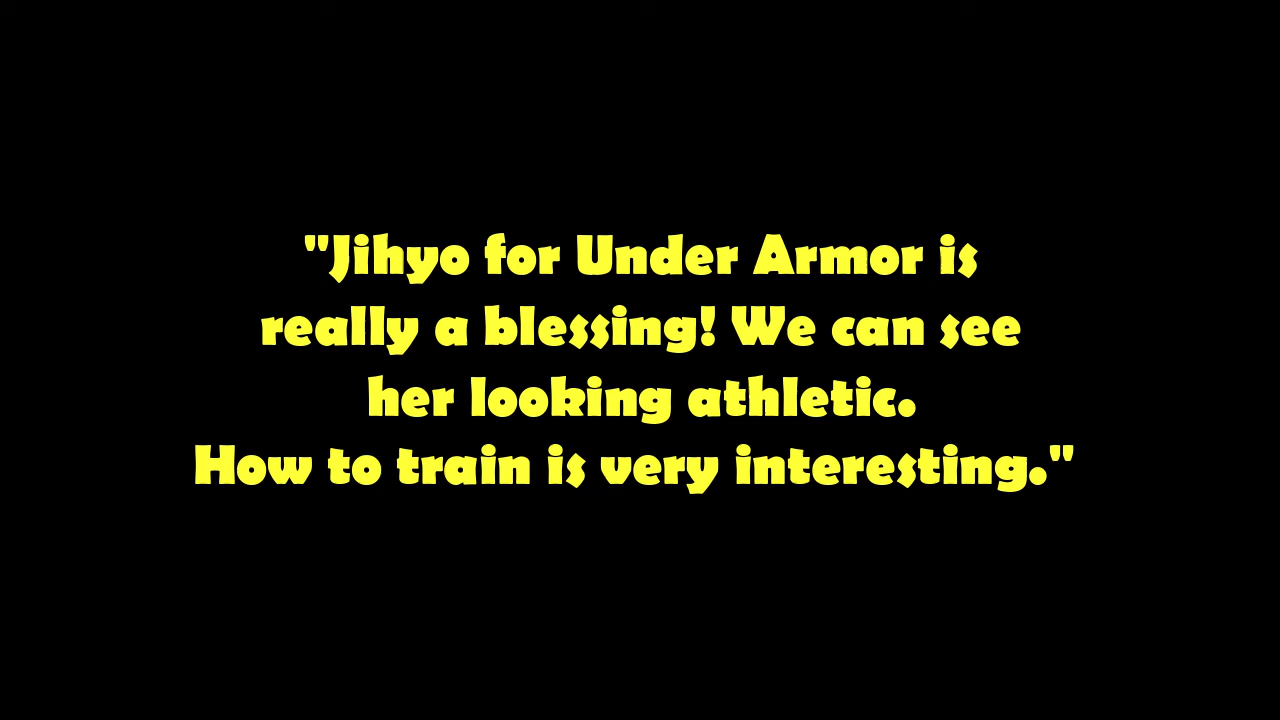 "Jihyo for Under Armor is
really a blessing! We can see
her looking athletic.
How to train is very interesting."